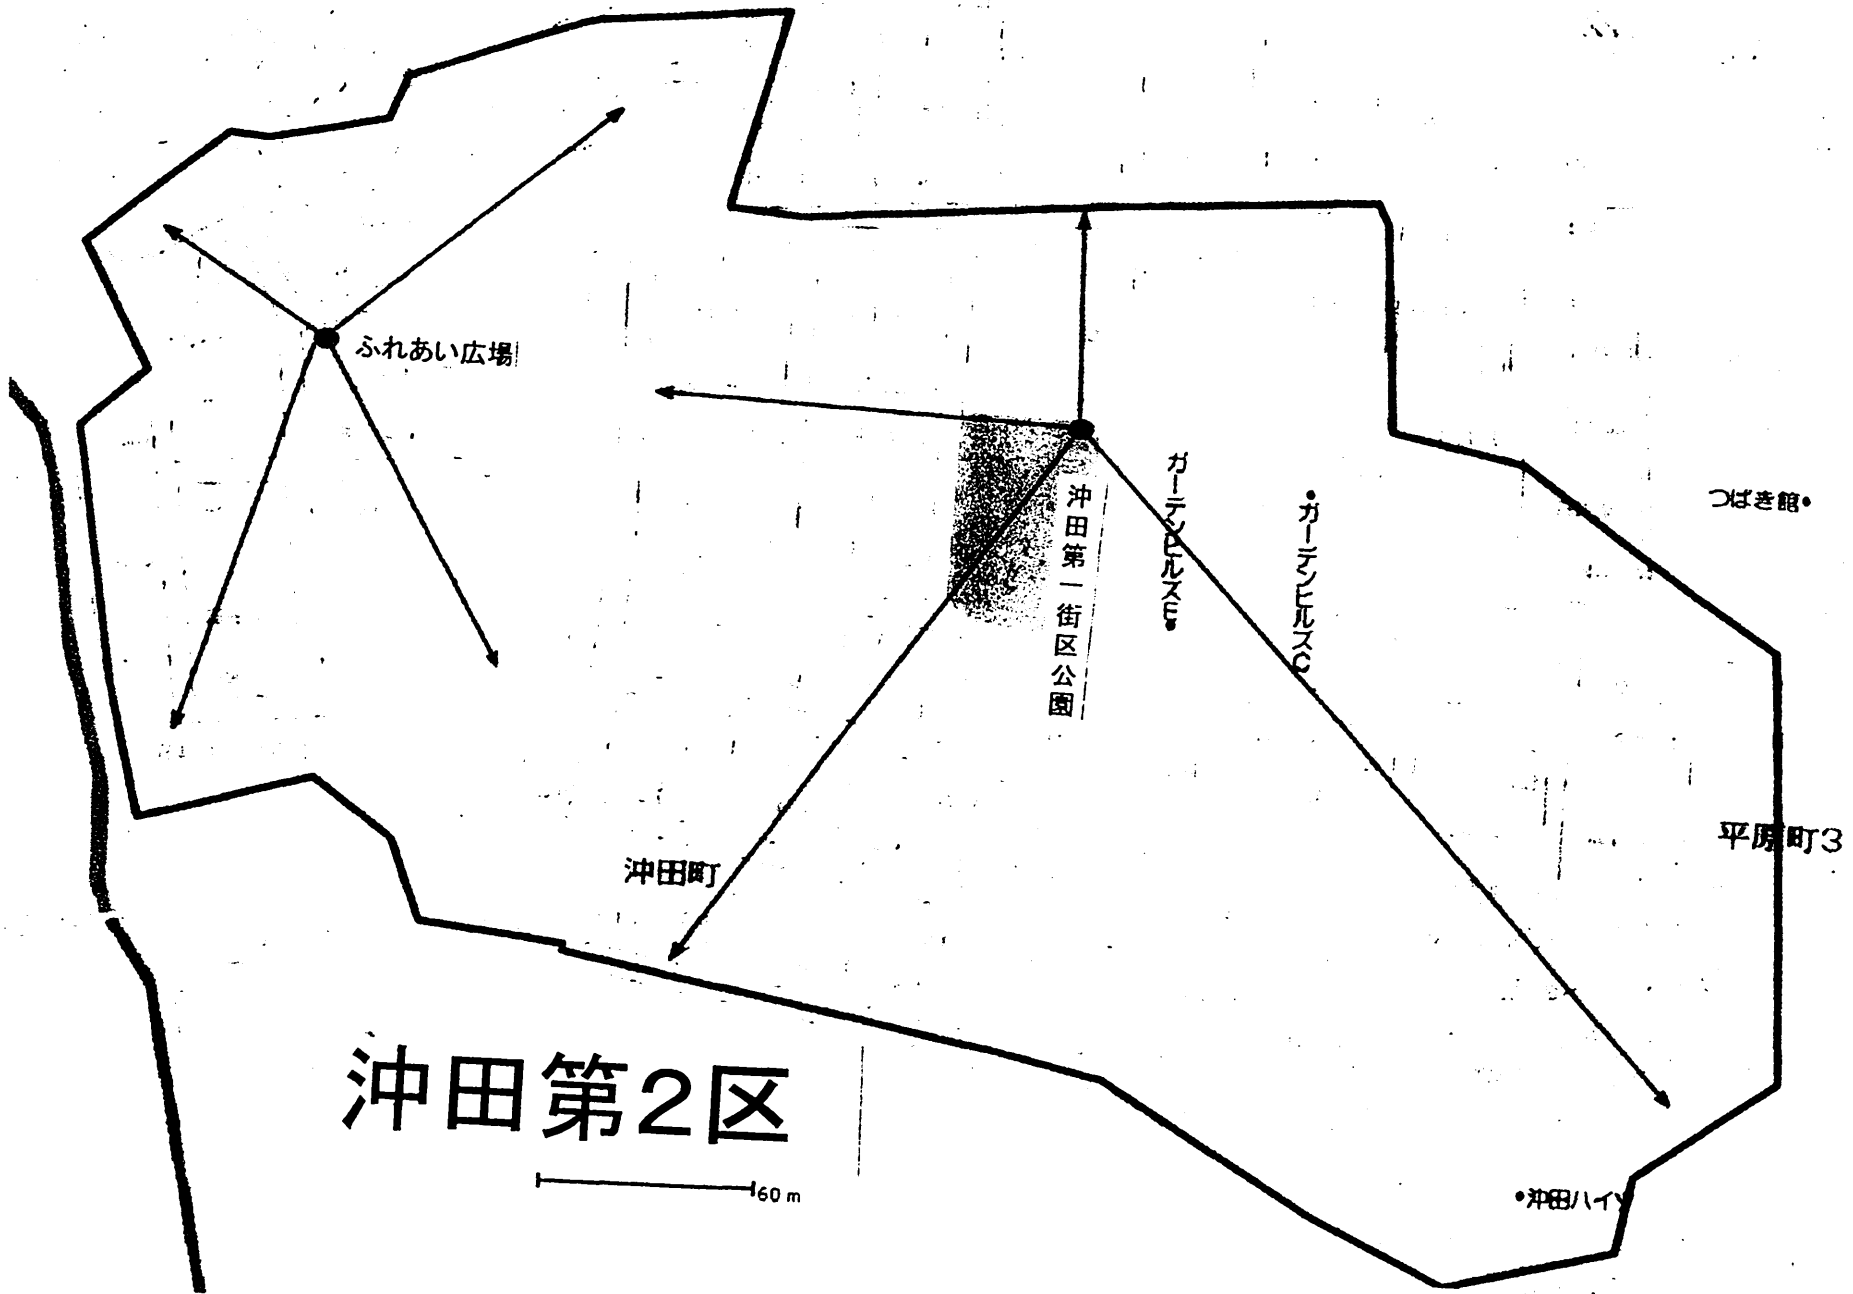 ふれあい広場
沖田第一街区公園
ガーデンヒルズE
ガーデンヒルズC
つばき館
平原町3
沖田町
沖田第2区
60m
沖田ハイツ